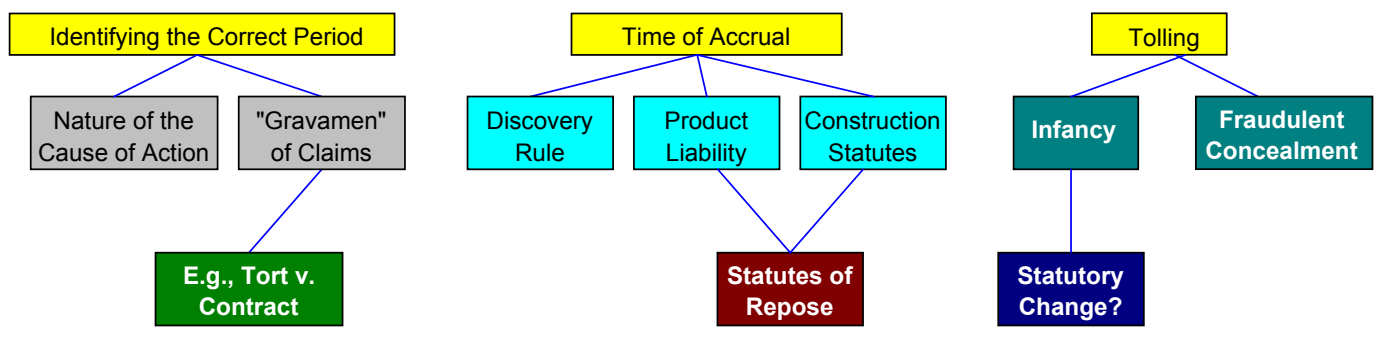 Identifying the Correct Period
Time of Accrual
Tolling
Nature of the
Cause of Action
"Gravamen"
of Claims
Discovery
Rule
Product
Liability
Construction
Statutes
Infancy
Fraudulent
Concealment
E.g., Tort v.
Contract
Statutes of
Repose
Statutory
Change?